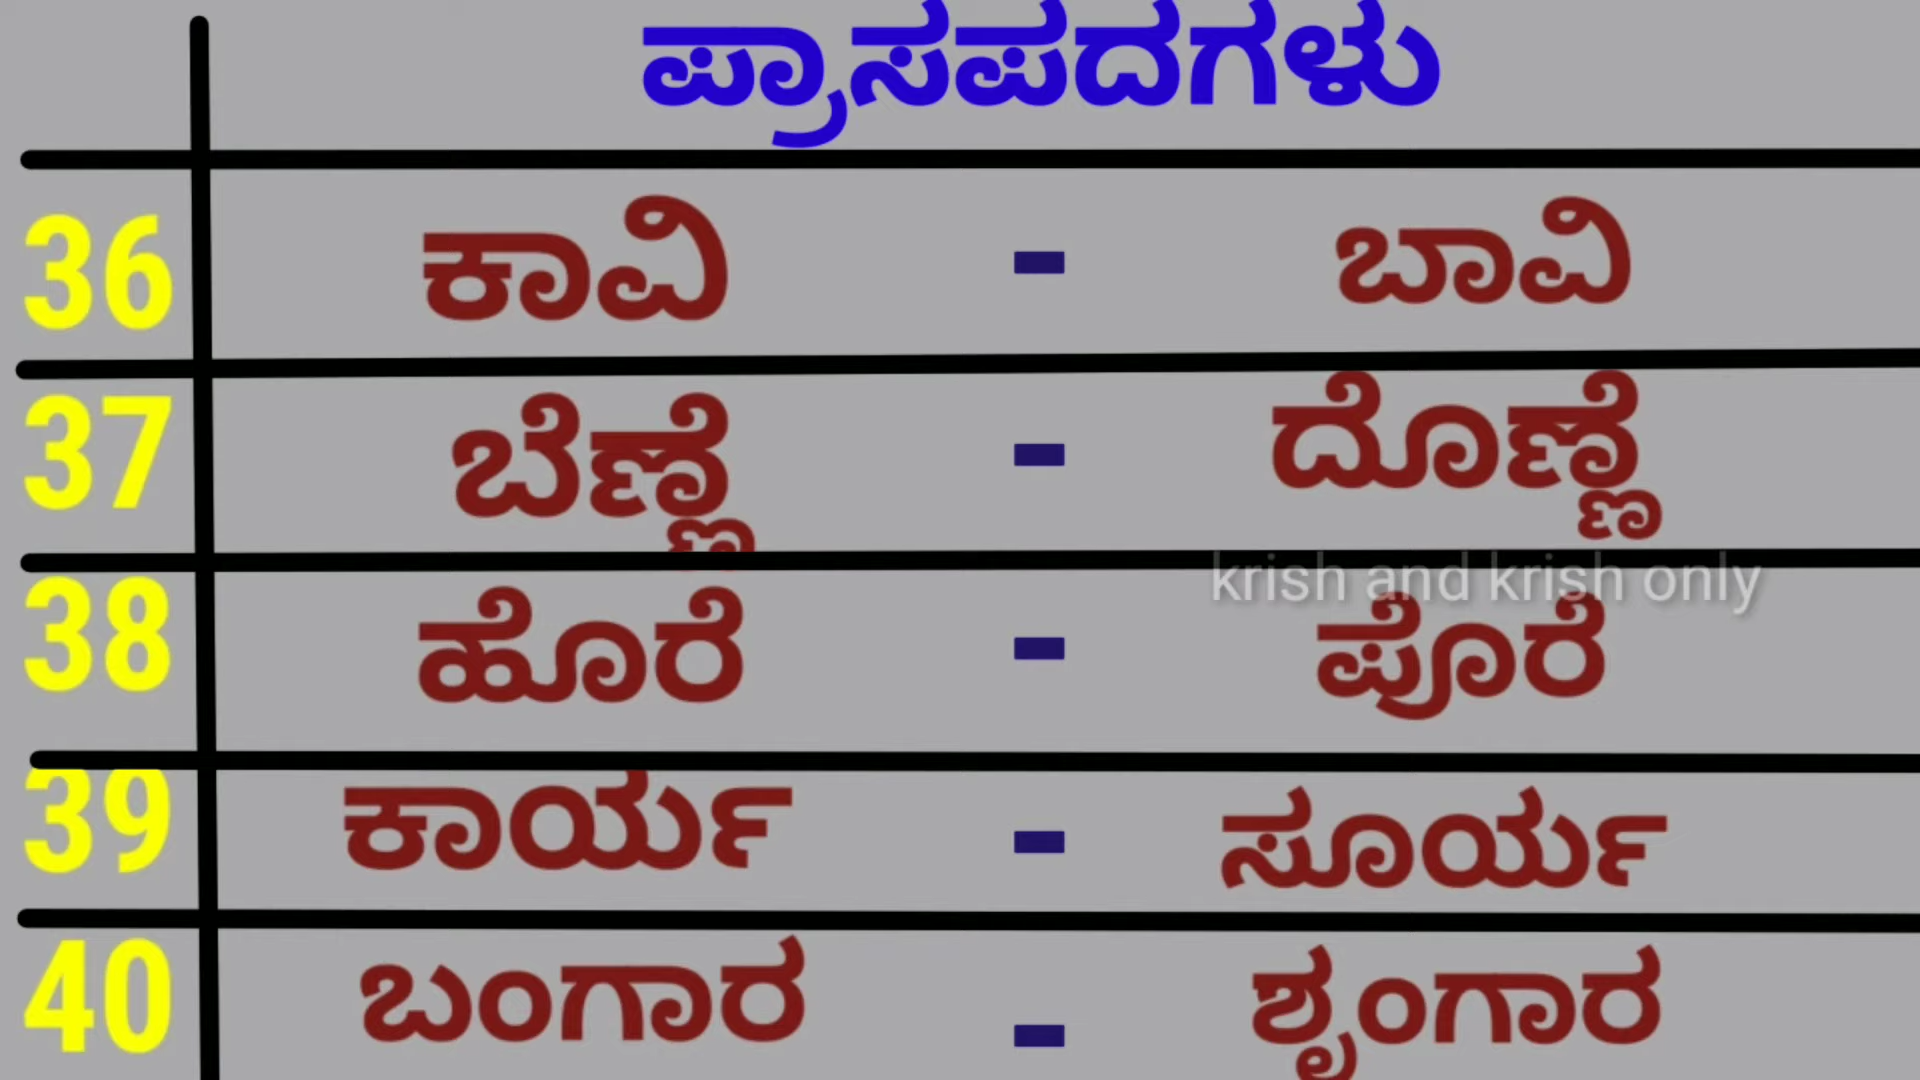 ಪ್ರಾಸಪದಗಳು
36 ಕಾವಿ - ಬಾವಿ
37 ಬೆಣ್ಣೆ - ದೊಣ್ಣೆ
krish and krish only
38 ಹೊರೆ - ಪೊರೆ
39 ಕಾರ್ಯ - ಸೂರ್ಯ
40 ಬಂಗಾರ - ಶೃಂಗಾರ